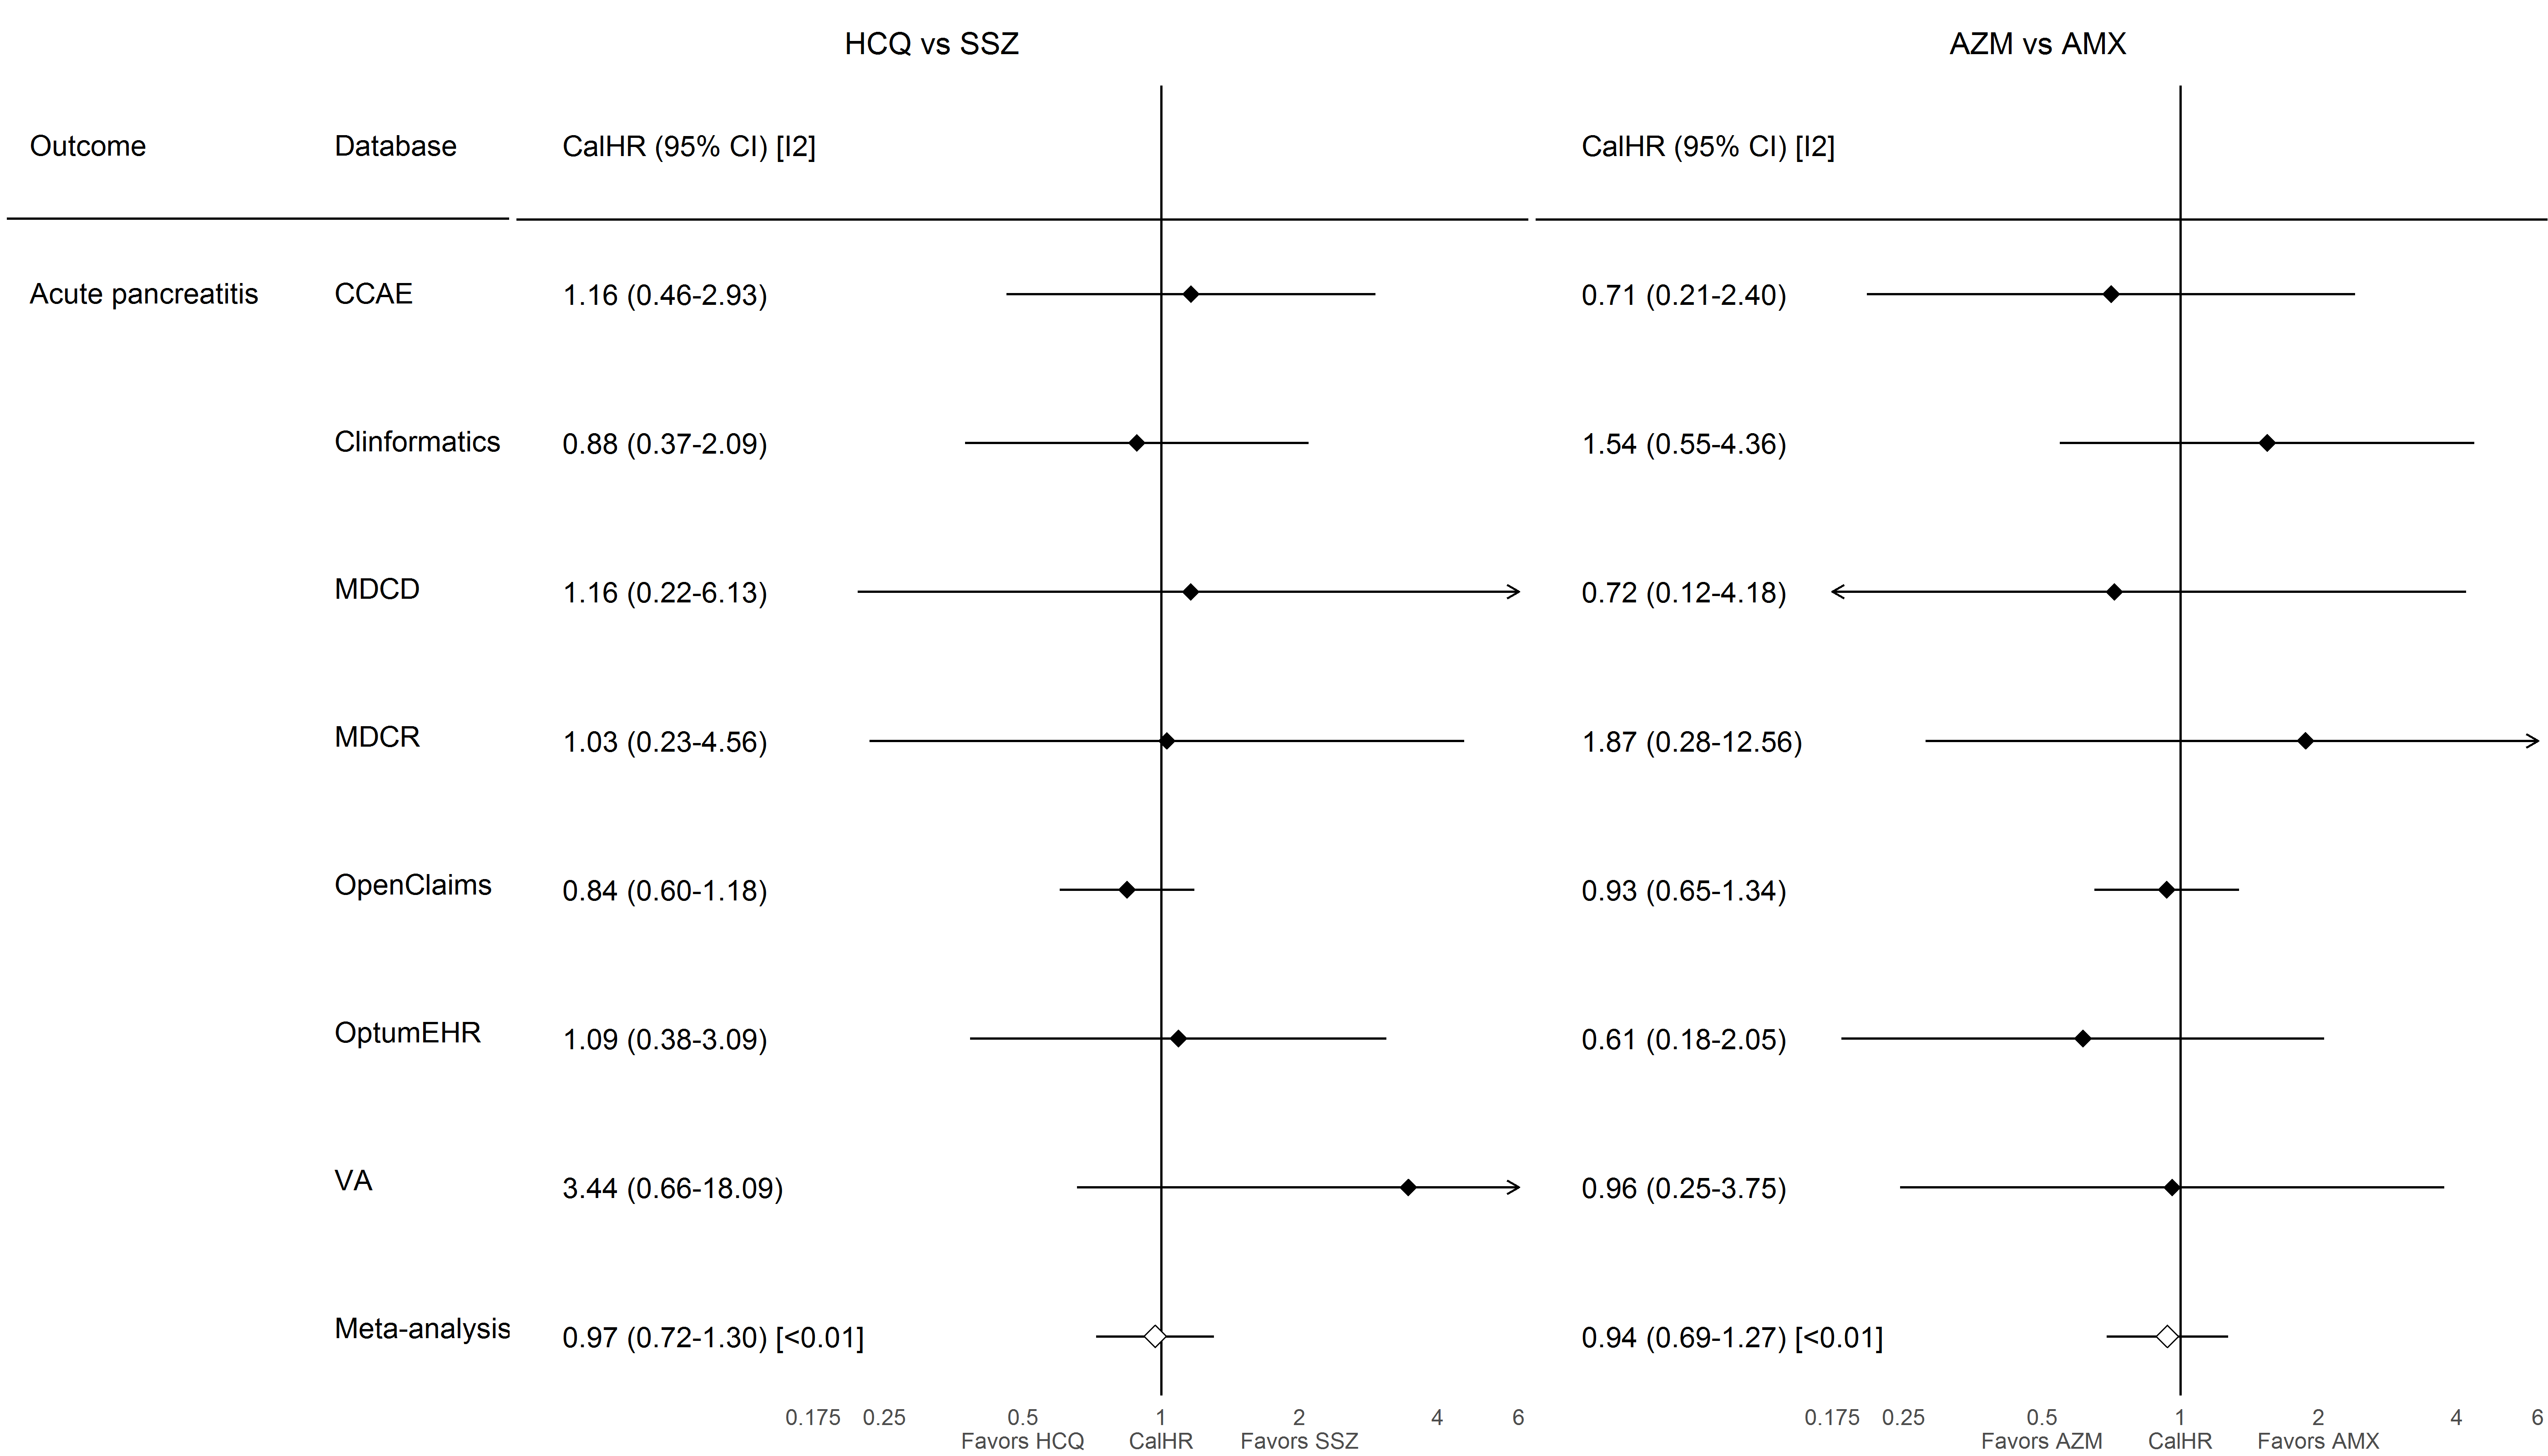 HCQ vs SSZ AZM vs AMX
Outcome Database CalHR (95% CI) [I2] CalHR (95% CI) [I2]
Acute pancreatitis CCAE 1.16 (0.46-2.93) 0.71 (0.21-2.40)
Clinformatics 0.88 (0.37-2.09) 1.54 (0.55-4.36)
MDCD 1.16 (0.22-6.13) 0.72 (0.12-4.18)
MDCR 1.03 (0.23-4.56) 1.87 (0.28-12.56)
OpenClaims 0.84 (0.60-1.18) 0.93 (0.65-1.34)
OptumEHR 1.09 (0.38-3.09) 0.61 (0.18-2.05)
VA 3.44 (0.66-18.09) 0.96 (0.25-3.75)
Meta-analysis 0.97 (0.72-1.30) [<0.01] 0.94 (0.69-1.27) [<0.01]
0.175 0.25 0.5 1 2 4 6 0.175 0.25 0.5 1 2 4 6
Favors HCQ CalHR Favors SSZ Favors AZM CalHR Favors AMX